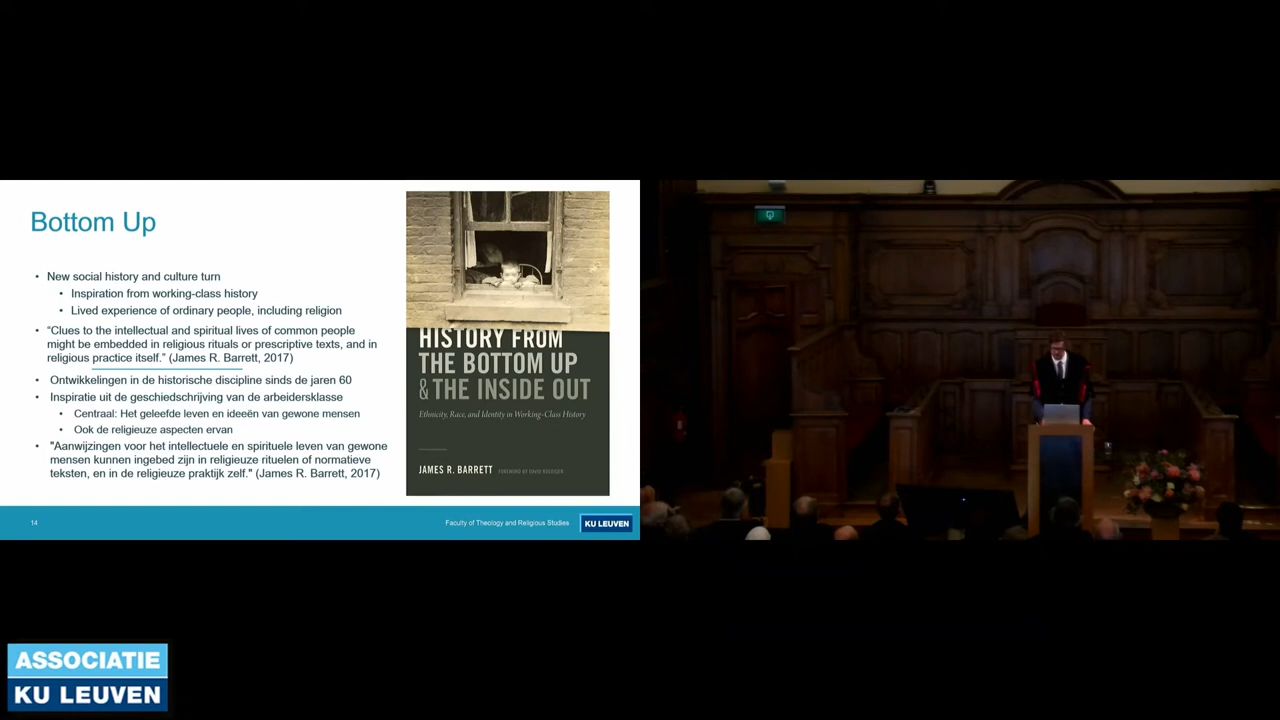 Bottom Up
• New social history and culture turn
• Inspiration from working-class history
• Lived experience of ordinary people, including religion
• “Clues to the intellectual and spiritual lives of common people
might be embedded in religious rituals or prescriptive texts, and in
religious practice itself.” (James R. Barrett, 2017)
• Ontwikkelingen in de historische discipline sinds de jaren 60
• Inspiratie uit de geschiedschrijving van de arbeidersklasse
• Centraal: Het geleefde leven en ideeën van gewone mensen
• Ook de religieuze aspecten ervan
• "Aanwijzingen voor het intellectuele en spirituele leven van gewone
mensen kunnen ingebed zijn in religieuze rituelen of normatieve
teksten, en in de religieuze praktijk zelf." (James R. Barrett, 2017)
HISTORY FROM
THE BOTTOM UP
& THE INSIDE OUT
Ethnicity, Race, and Identity in Working-Class History
JAMES R. BARRETT FOREWORD BY DAVID ROEDIGER
14
Faculty of Theology and Religious Studies
KU LEUVEN
ASSOCIATIE
KU LEUVEN